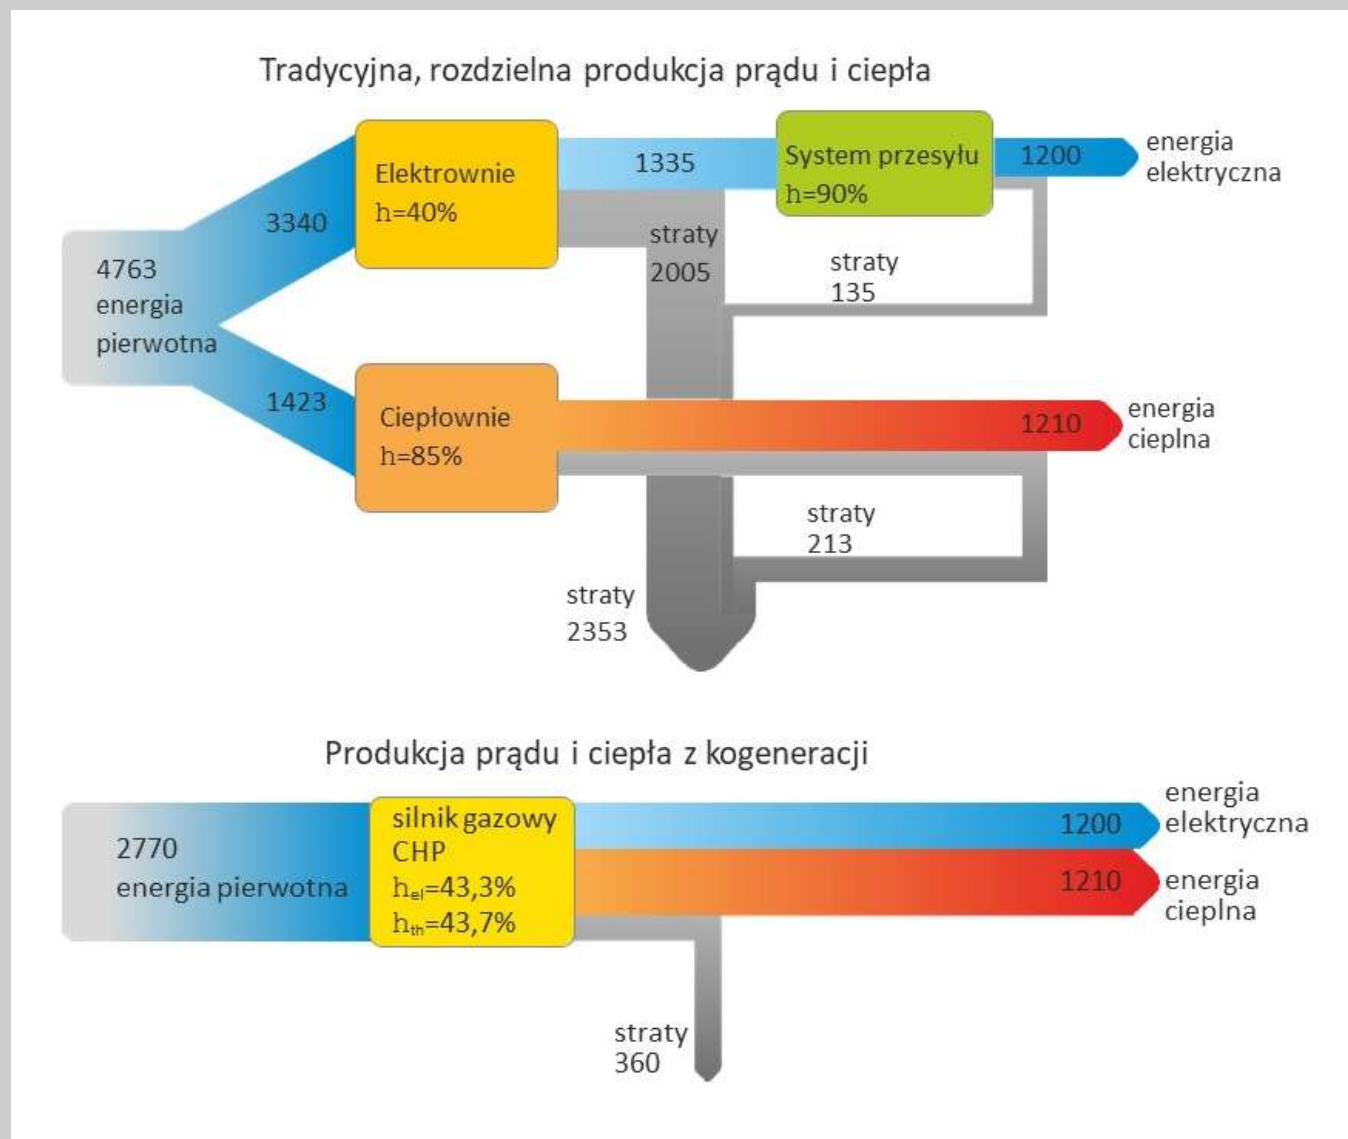 Tradycyjna, rozdzielna produkcja prądu i ciepła
4763
energia
pierwotna
3340
1423
Elektrownie
h=40%
1335
System przesyłu
h=90%
1200
energia
elektryczna
straty
2005
straty
135
Ciepłownie
h=85%
1210
energia
cieplna
straty
213
straty
2353
Produkcja prądu i ciepła z kogeneracji
2770
energia pierwotna
silnik gazowy
CHP
hel=43,3%
hth=43,7%
1200
energia
elektryczna
1210
energia
cieplna
straty
360